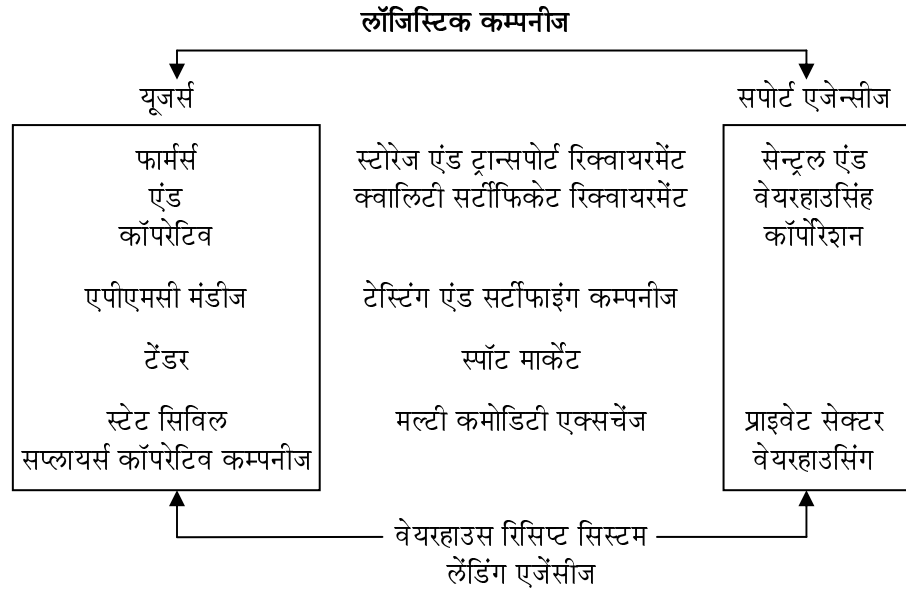 लॉजिस्टिक कम्पनीज
यूजर्स
सपोर्ट एजेन्सीज
फार्मर्स
एंड
कॉपरेटिव
एपीएमसी मंडीज
टेंडर
स्टेट सिविल
सप्लायर्स कॉपरेटिव कम्पनीज
स्टोरेज एंड ट्रान्सपोर्ट रिक्वायरमेंट
क्वालिटी सर्टीफिकेट रिक्वायरमेंट
टेस्टिंग एंड सर्टीफाइंग कम्पनीज
स्पॉट मार्केट
मल्टी कमोडिटी एक्सचेंज
सेन्ट्रल एंड
वेयरहाउसिंह
कॉर्पोरेशन
प्राइवेट सेक्टर
वेयरहाउसिंग
वेयरहाउस रिसिप्ट सिस्टम
लेंडिंग एजेंसीज